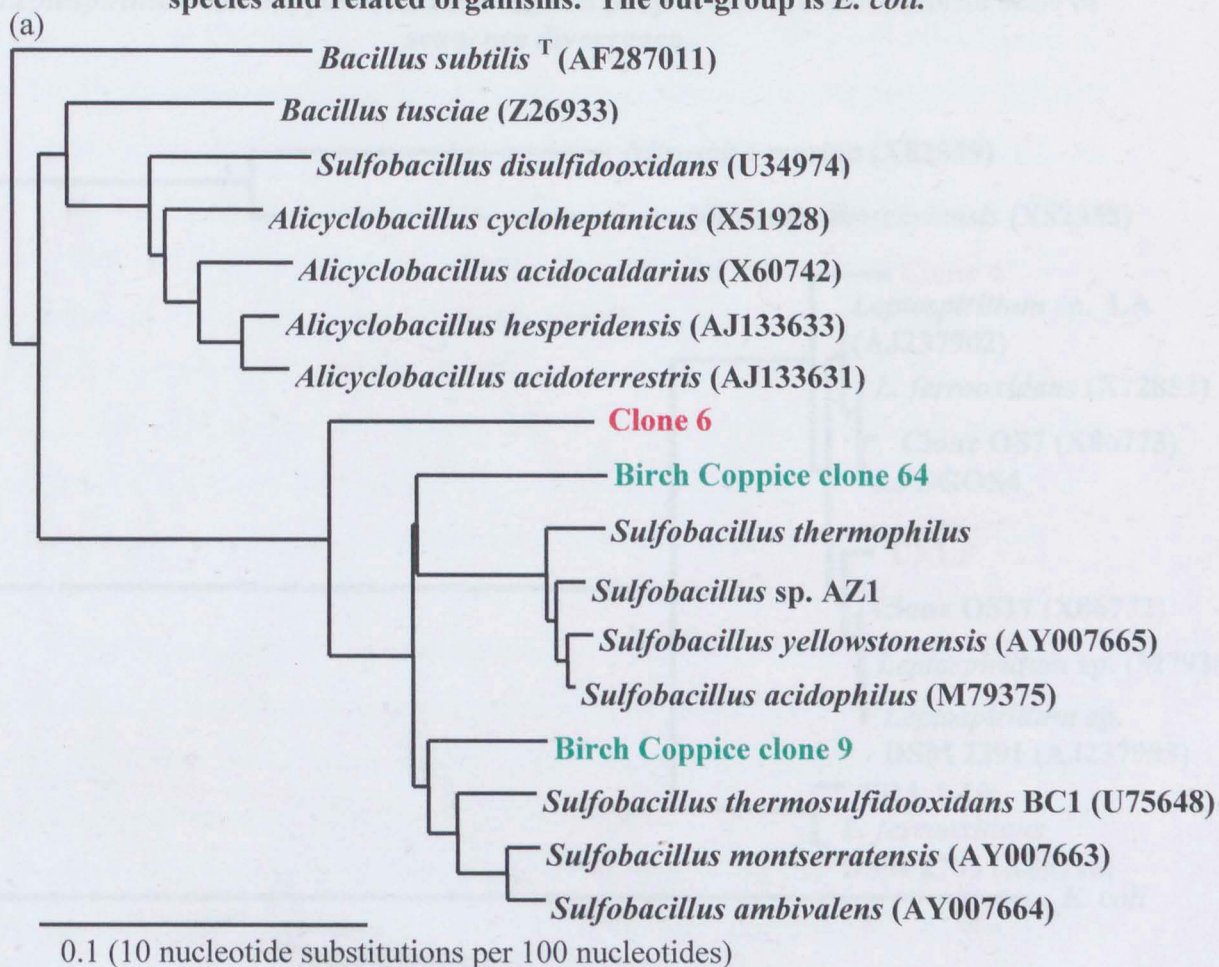 species and related organisms. The out-group is E. coli.
(a)
Bacillus subtilis T (AF287011)
Bacillus tusciae (Z26933)
Sulfobacillus disulfidooxidans (U34974)
Alicyclobacillus cycloheptanicus (X51928)
Alicyclobacillus acidocaldarius (X60742)
Alicyclobacillus hesperidensis (AJ133633)
Alicyclobacillus acidoterrestris (AJ133631)
Clone 6
Birch Coppice clone 64
Sulfobacillus thermophilus
Sulfobacillus sp. AZ1
Sulfobacillus yellowstonensis (AY007665)
Sulfobacillus acidophilus (M79375)
Birch Coppice clone 9
Sulfobacillus thermosulfidooxidans BC1 (U75648)
Sulfobacillus montserratensis (AY007663)
Sulfobacillus ambivalens (AY007664)
0.1 (10 nucleotide substitutions per 100 nucleotides)